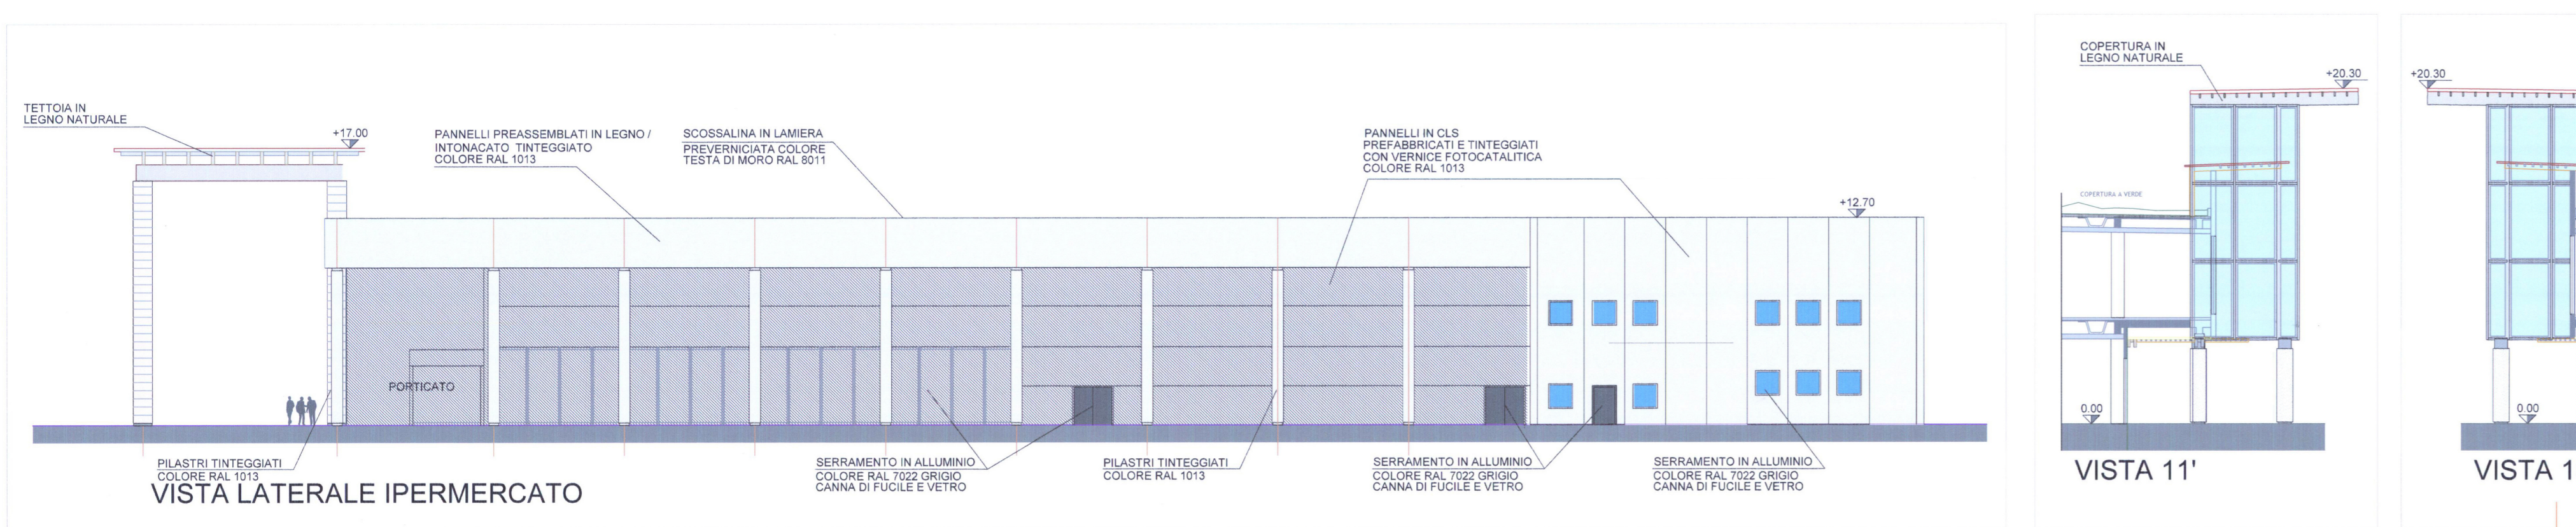 TETTOIA IN
LEGNO NATURALE
+17.00
PANNELLI PREASSEMBLATI IN LEGNO /
INTONACATO TINTEGGIATO
COLORE RAL 1013
SCOSSALINA IN LAMIERA
PREVERNICIATA COLORE
TESTA DI MORO RAL 8011
PANNELLI IN CLS
PREFABBRICATI E TINTEGGIATI
CON VERNICE FOTOCATALITICA
COLORE RAL 1013
+12.70
PORTICATO
PILASTRI TINTEGGIATI
COLORE RAL 1013
SERRAMENTO IN ALLUMINIO
COLORE RAL 7022 GRIGIO
CANNA DI FUCILE E VETRO
PILASTRI TINTEGGIATI
COLORE RAL 1013
SERRAMENTO IN ALLUMINIO
COLORE RAL 7022 GRIGIO
CANNA DI FUCILE E VETRO
SERRAMENTO IN ALLUMINIO
COLORE RAL 7022 GRIGIO
CANNA DI FUCILE E VETRO
VISTA LATERALE IPERMERCATO
COPERTURA IN
LEGNO NATURALE
+20.30
COPERTURA A VERDE
0.00
VISTA 11'
+20.30
0.00
VISTA 1